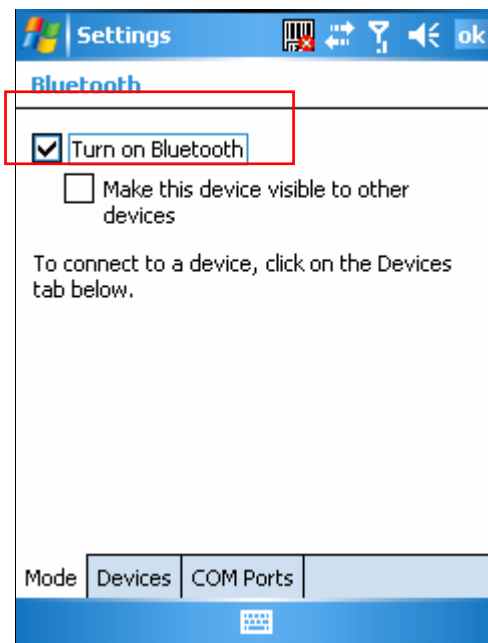 Settings
ok
Bluetooth
Turn on Bluetooth
Make this device visible to other
devices
To connect to a device, click on the Devices
tab below.
Mode Devices COM Ports